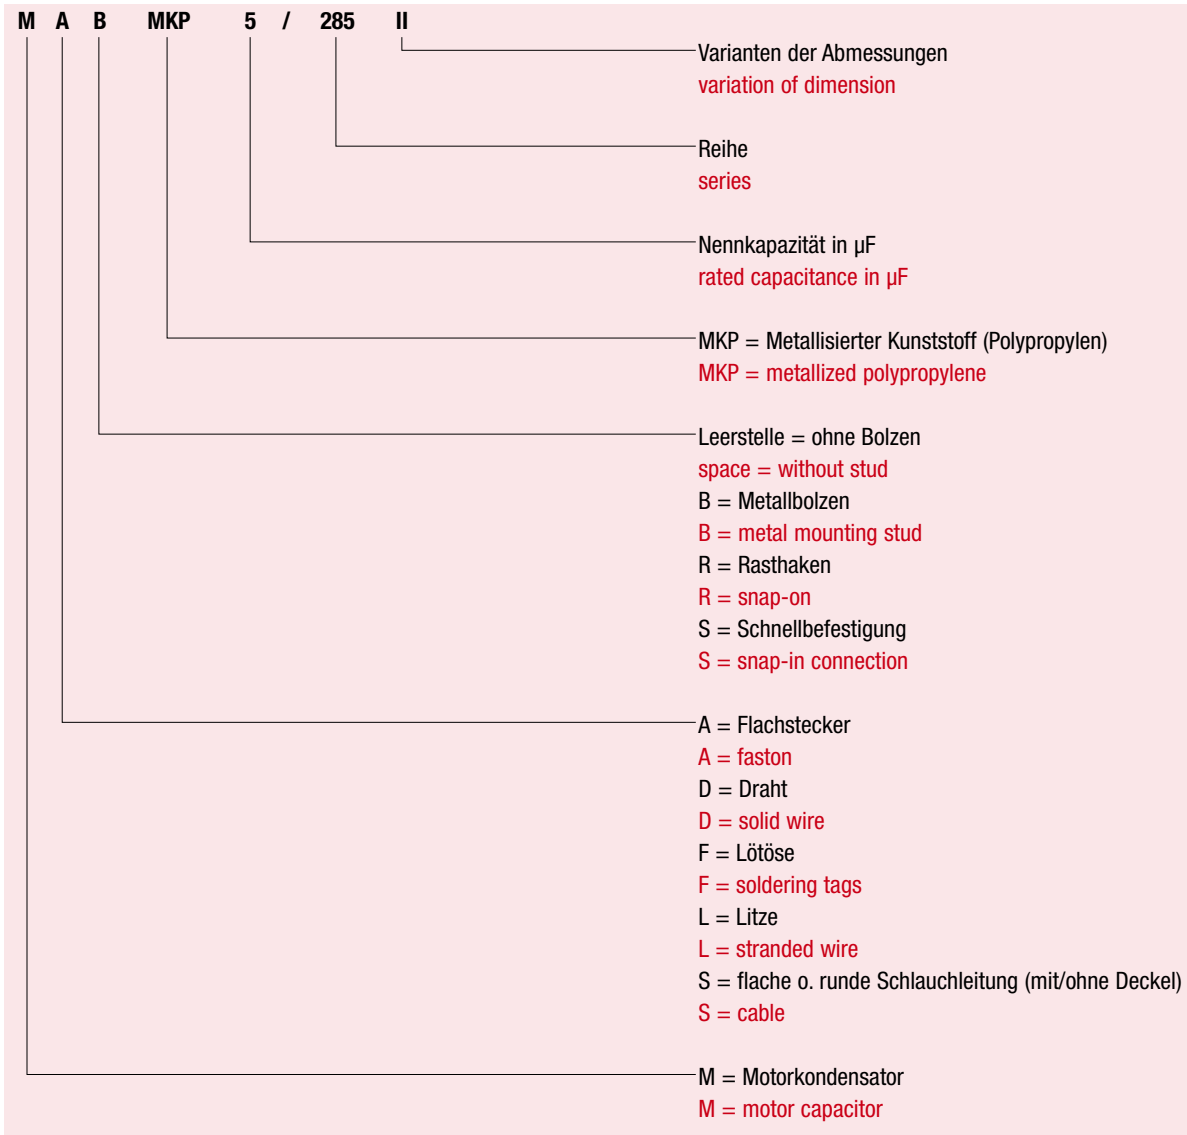 M A B MKP 5 / 285 II
Varianten der Abmessungen
variation of dimension
Reihe
series
Nennkapazität in µF
rated capacitance in µF
MKP = Metallisierter Kunststoff (Polypropylen)
MKP = metallized polypropylene
Leerstelle = ohne Bolzen
space = without stud
B = Metallbolzen
B = metal mounting stud
R = Rasthaken
R = snap-on
S = Schnellbefestigung
S = snap-in connection
A = Flachstecker
A = faston
D = Draht
D = solid wire
F = Lötöse
F = soldering tags
L = Litze
L = stranded wire
S = flache o. runde Schlauchleitung (mit/ohne Deckel)
S = cable
M = Motorkondensator
M = motor capacitor